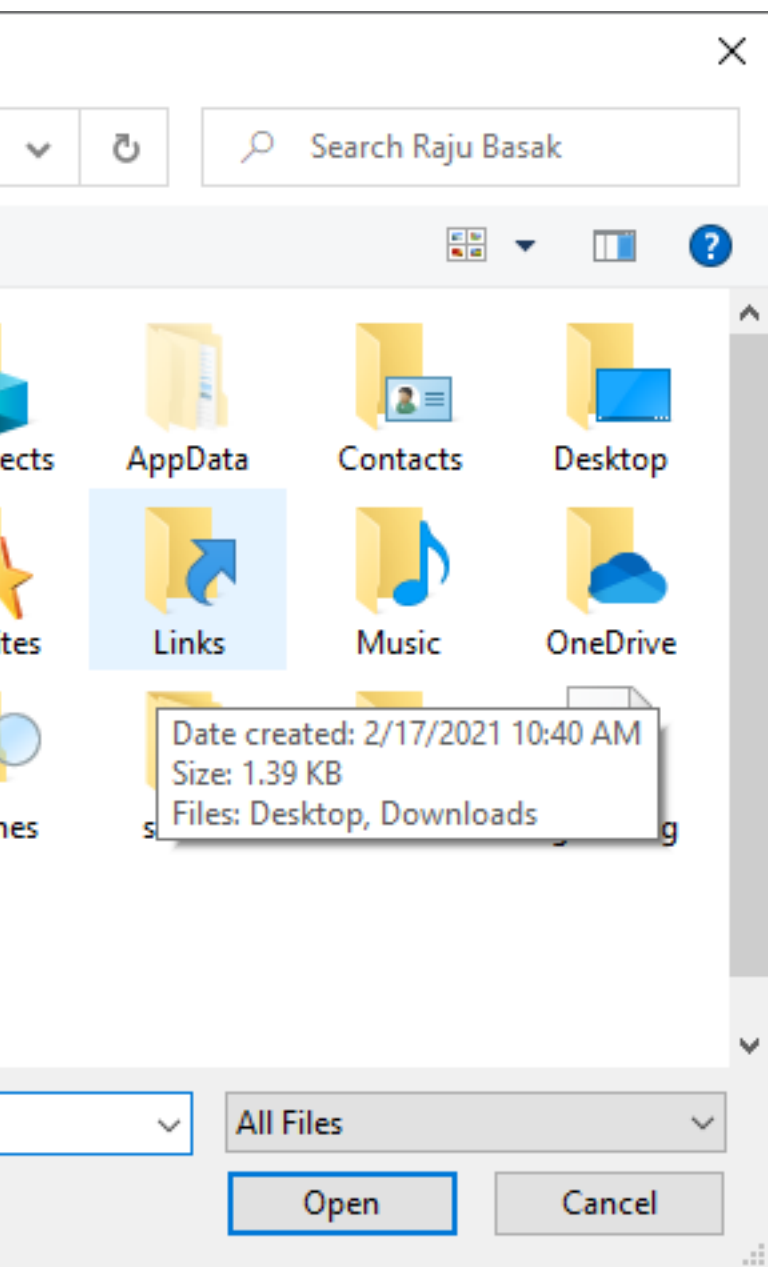 Search Raju Basak
ects AppData Contacts Desktop
tes Links Music OneDrive
Date created: 2/17/2021 10:40 AM
Size: 1.39 KB
Files: Desktop, Downloads
nes s g
All Files
Open Cancel